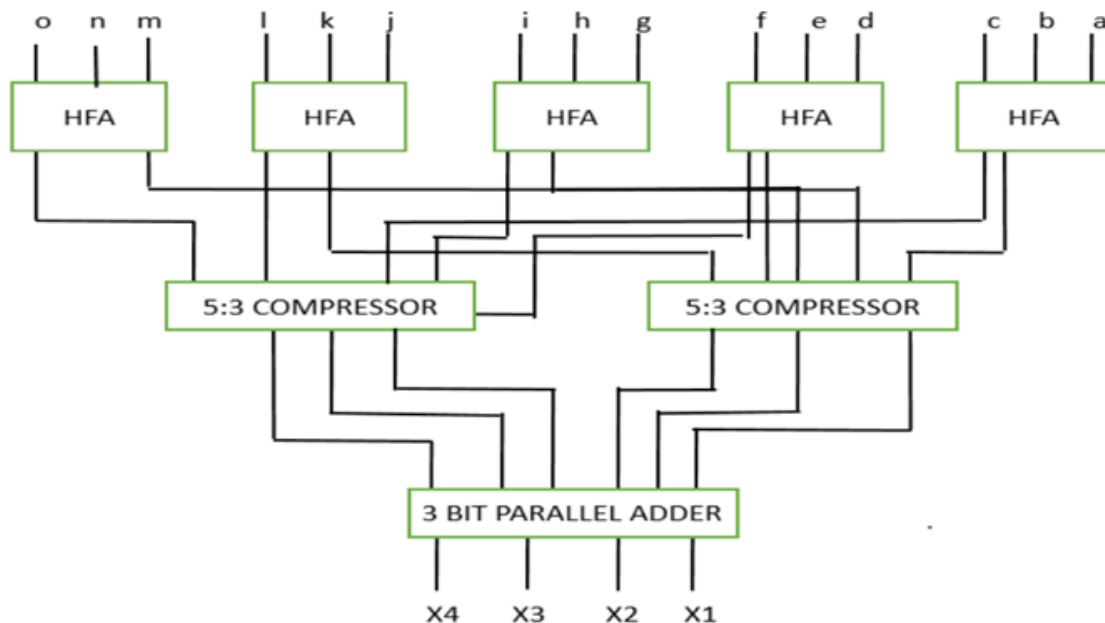 o n m l k j i h g f e d c b a
HFA HFA HFA HFA HFA
5:3 COMPRESSOR 5:3 COMPRESSOR
3 BIT PARALLEL ADDER
X4 X3 X2 X1